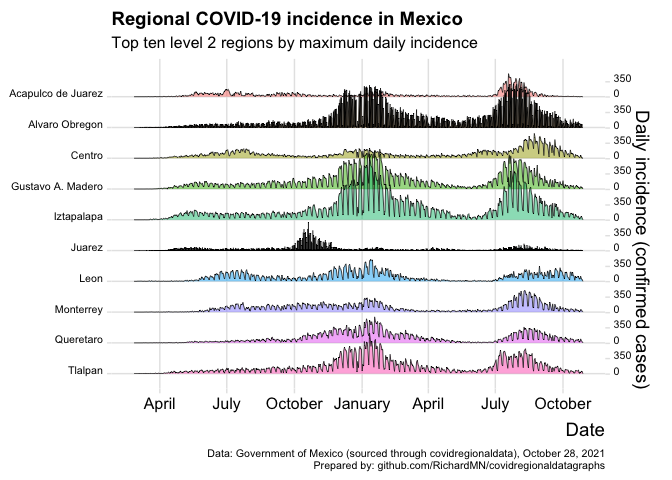 Regional COVID-19 incidence in Mexico
Top ten level 2 regions by maximum daily incidence
Acapulco de Juarez
350
0
Alvaro Obregon
350
0
Centro
350
0
Gustavo A. Madero
350
0
Iztapalapa
350
0
Juarez
350
0
Leon
350
0
Monterrey
350
0
Queretaro
350
0
Tlalpan
350
0
Daily incidence (confirmed cases)
April July October January April July October
Date
Data: Government of Mexico (sourced through covidregionaldata), October 28, 2021
Prepared by: github.com/RichardMN/covidregionaldatagraphs